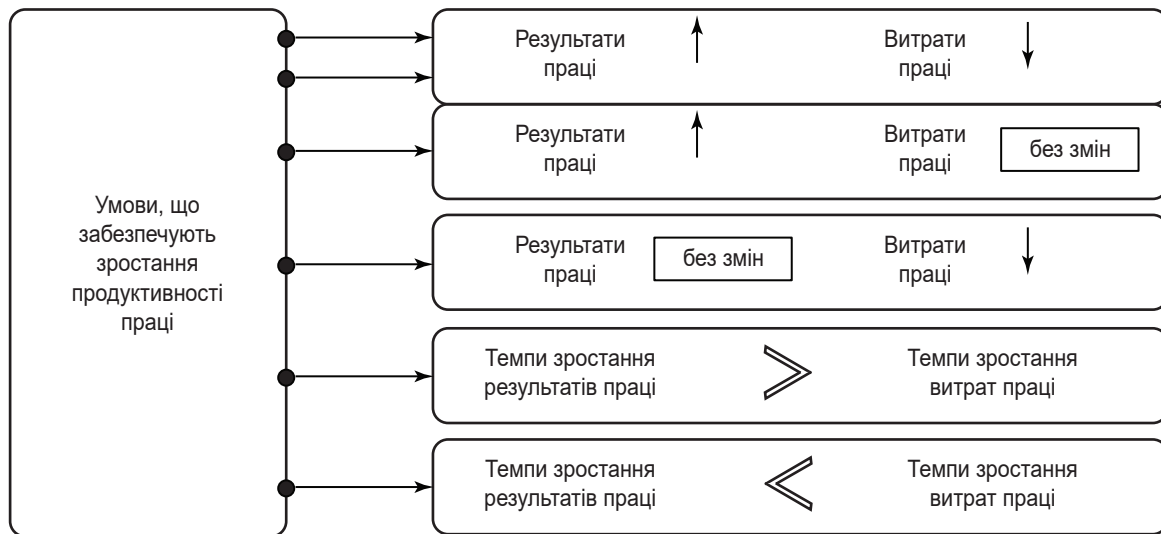 Умови, що
забезпечують
зростання
продуктивності
праці
Результати
праці
Витрати
праці
Результати
праці
Витрати
праці
без змін
Результати
праці
без змін
Витрати
праці
Темпи зростання
результатів праці
Темпи зростання
витрат праці
Темпи зростання
результатів праці
Темпи зростання
витрат праці